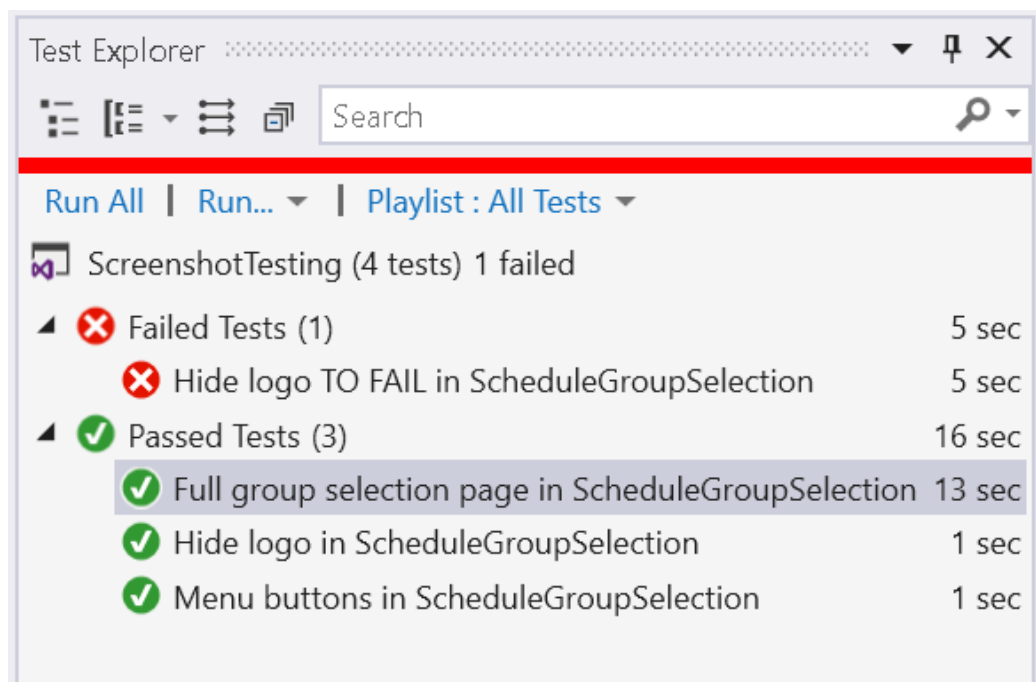 Test Explorer
Search
Run All | Run... | Playlist : All Tests
ScreenshotTesting (4 tests) 1 failed
Failed Tests (1) 5 sec
Hide logo TO FAIL in ScheduleGroupSelection 5 sec
Passed Tests (3) 16 sec
Full group selection page in ScheduleGroupSelection 13 sec
Hide logo in ScheduleGroupSelection 1 sec
Menu buttons in ScheduleGroupSelection 1 sec